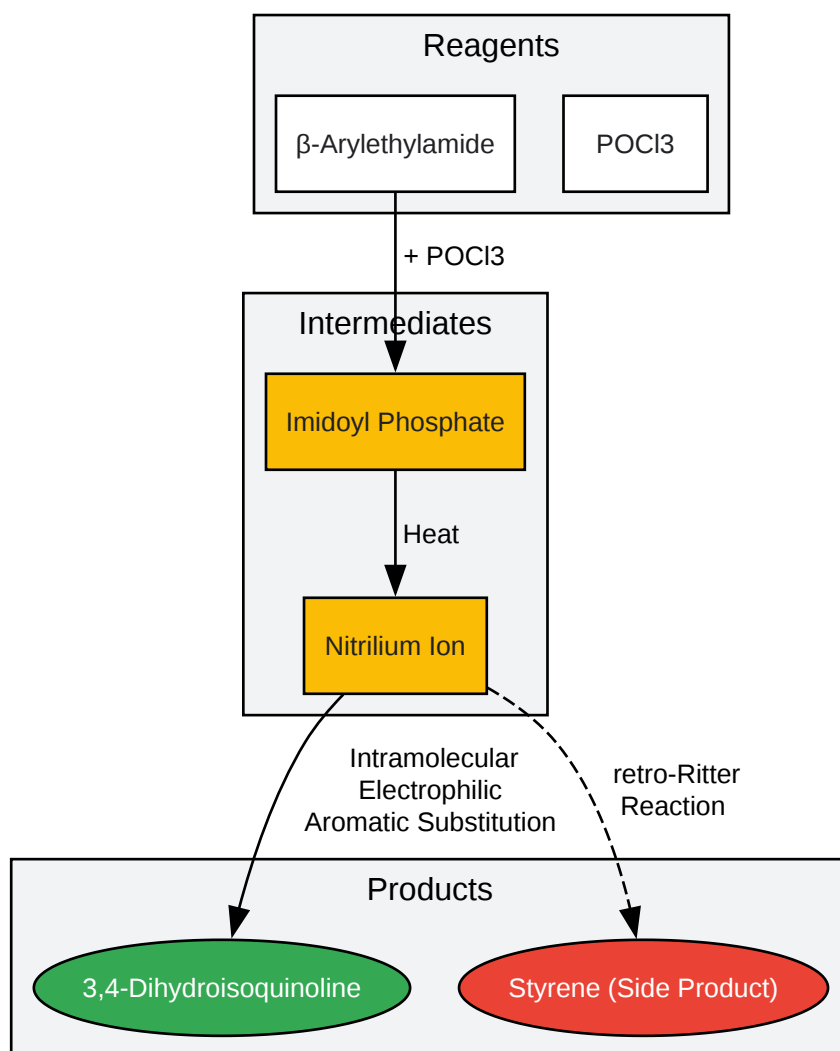 Reagents
β-Arylethylamide
POCl3
+ POCl3
Intermediates
Imidoyl Phosphate
Heat
Nitrilium Ion
Intramolecular
Electrophilic
Aromatic Substitution
retro-Ritter
Reaction
Products
3,4-Dihydroisoquinoline
Styrene (Side Product)